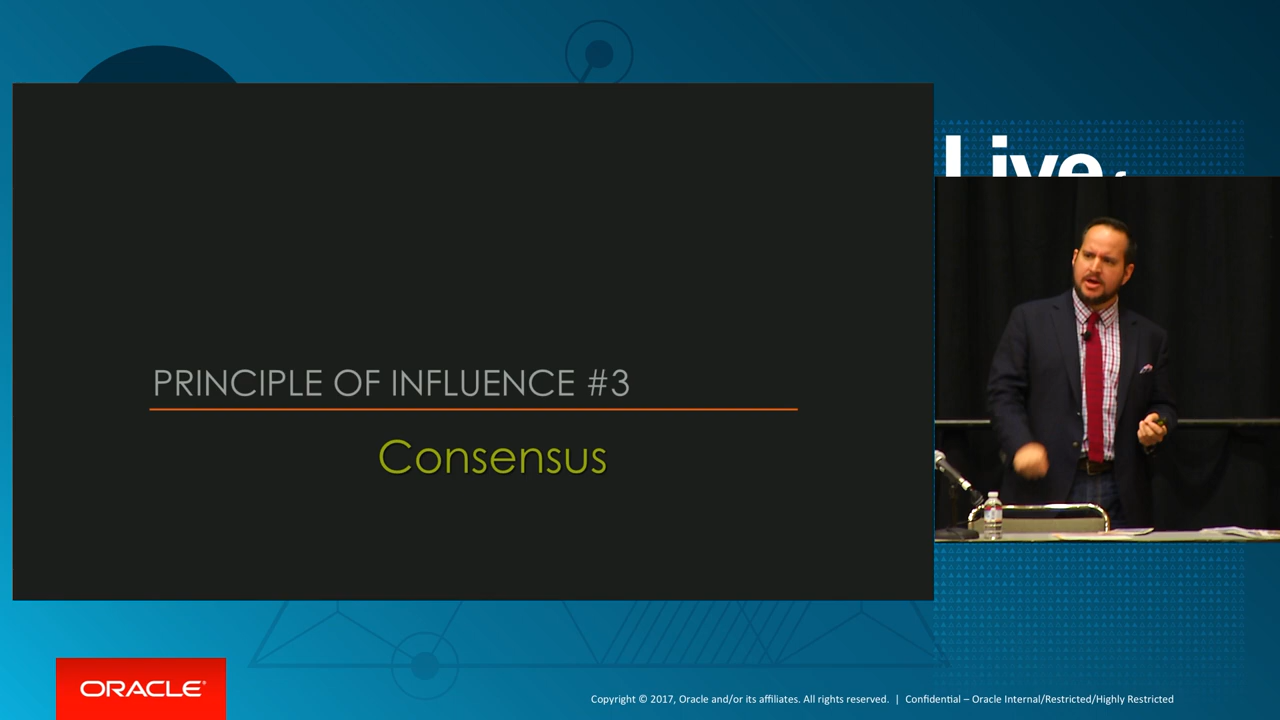 Live
PRINCIPLE OF INFLUENCE #3
Consensus
ORACLE®
Copyright © 2017, Oracle and/or its affiliates. All rights reserved. | Confidential – Oracle Internal/Restricted/Highly Restricted